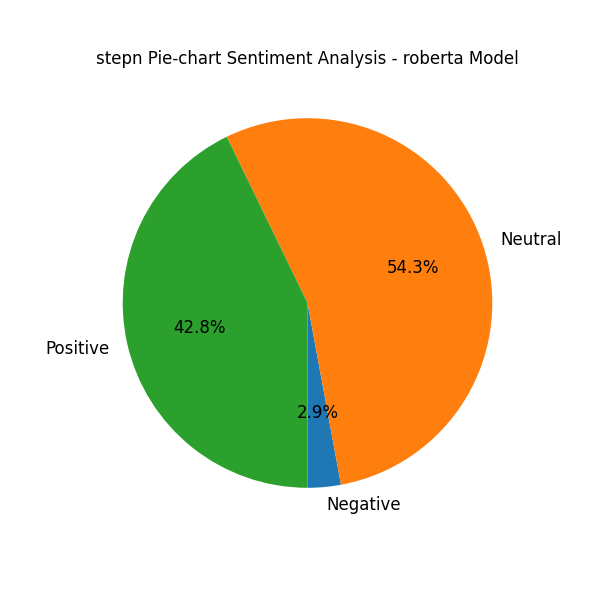 stepn Pie-chart Sentiment Analysis - roberta Model
Neutral
54.3%
42.8%
Positive
2.9%
Negative